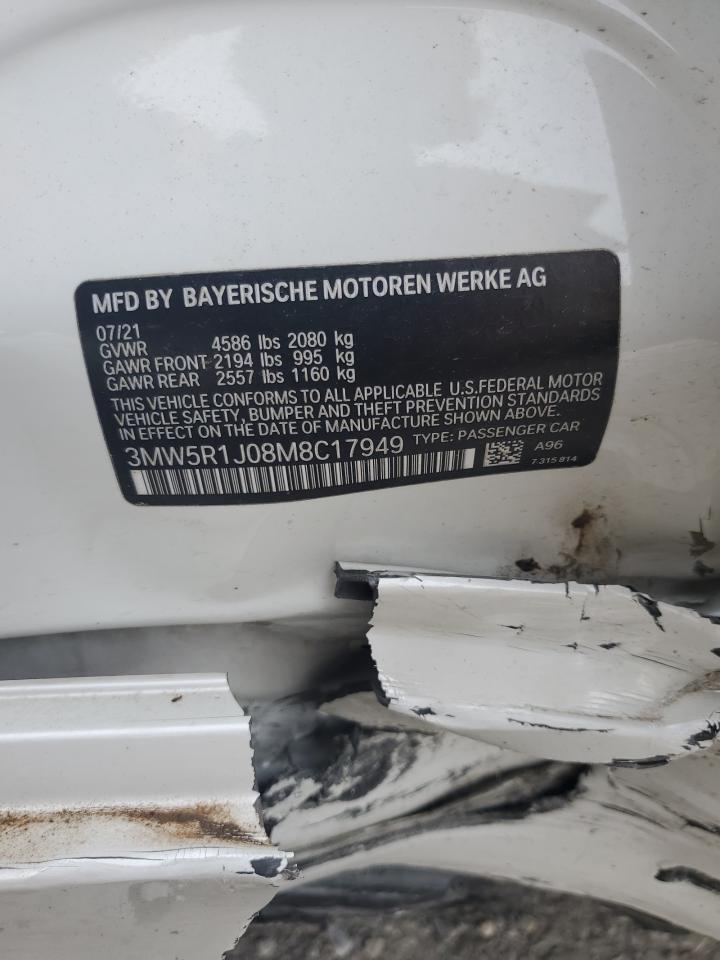 MFD BY BAYERISCHE MOTOREN WERKE AG
07/21
GVWR 4586 lbs 2080 kg
GAWR FRONT 2194 lbs 995 kg
GAWR REAR 2557 lbs 1160 kg
THIS VEHICLE CONFORMS TO ALL APPLICABLE U.S.FEDERAL MOTOR
VEHICLE SAFETY, BUMPER AND THEFT PREVENTION STANDARDS
IN EFFECT ON THE DATE OF MANUFACTURE SHOWN ABOVE.
3MW5R1J08M8C17949 TYPE: PASSENGER CAR
A96
7 315 814